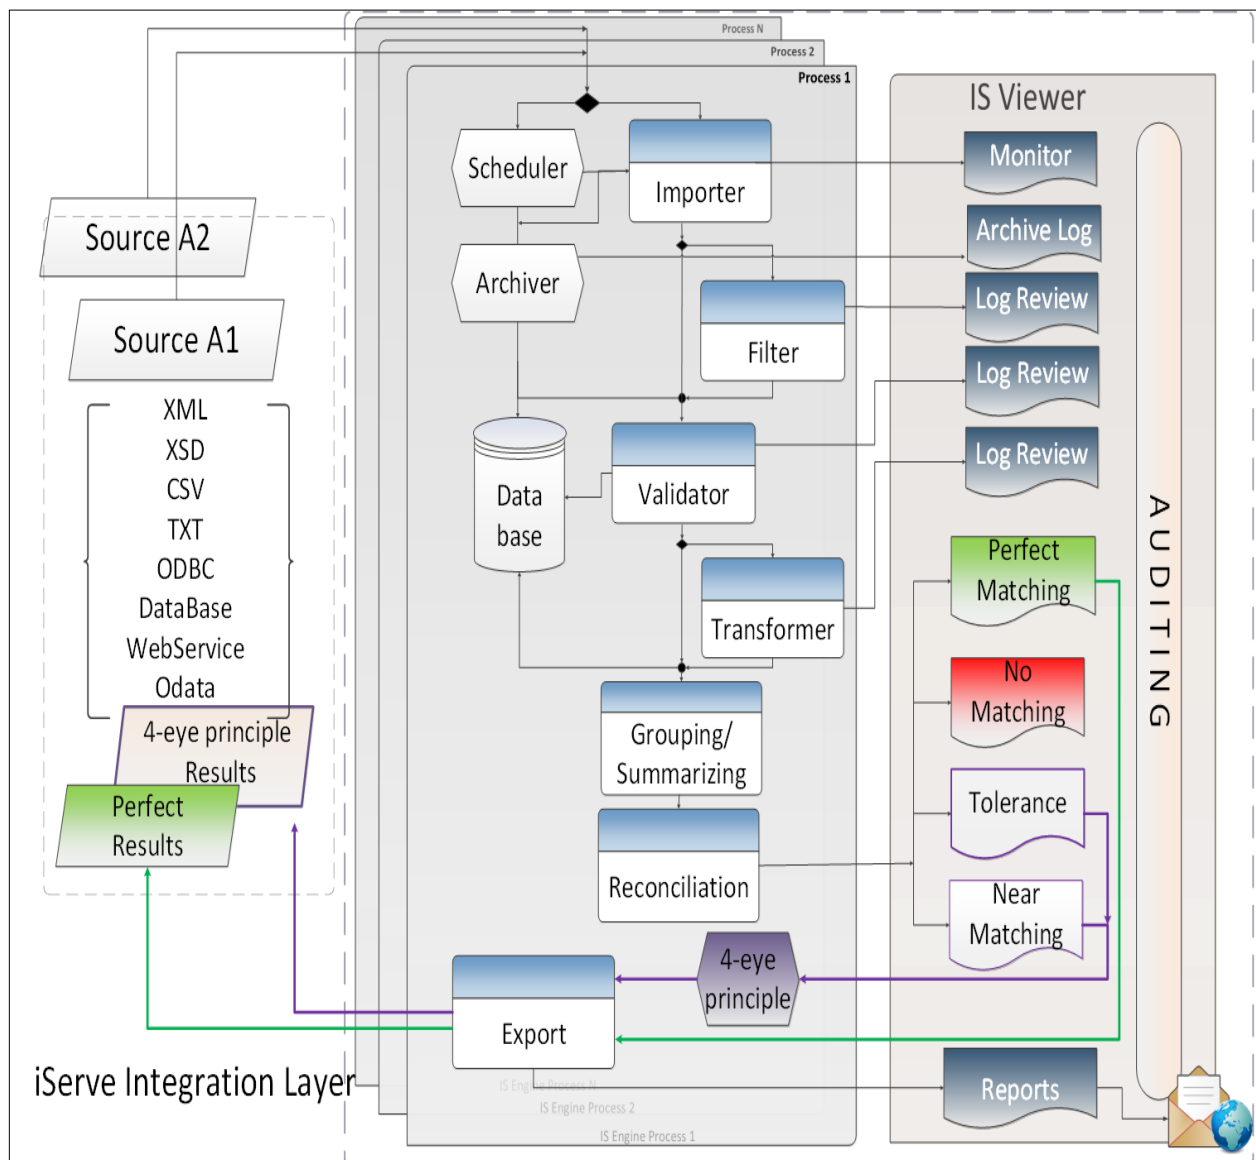 Process N
Process 2
Process 1
IS Viewer
Scheduler
Importer
Monitor
Source A2
Archiver
Archive Log
Source A1
Filter
Log Review
Log Review
XML
XSD
CSV
TXT
ODBC
DataBase
WebService
Odata
Data
base
Validator
Log Review
AUDITING
Transformer
Perfect
Matching
No
Matching
4-eye principle
Results
Grouping/
Summarizing
Perfect
Results
Tolerance
Reconciliation
Near
Matching
4-eye
principle
Export
iServe Integration Layer
Reports
IS Engine Process N
IS Engine Process 2
IS Engine Process 1